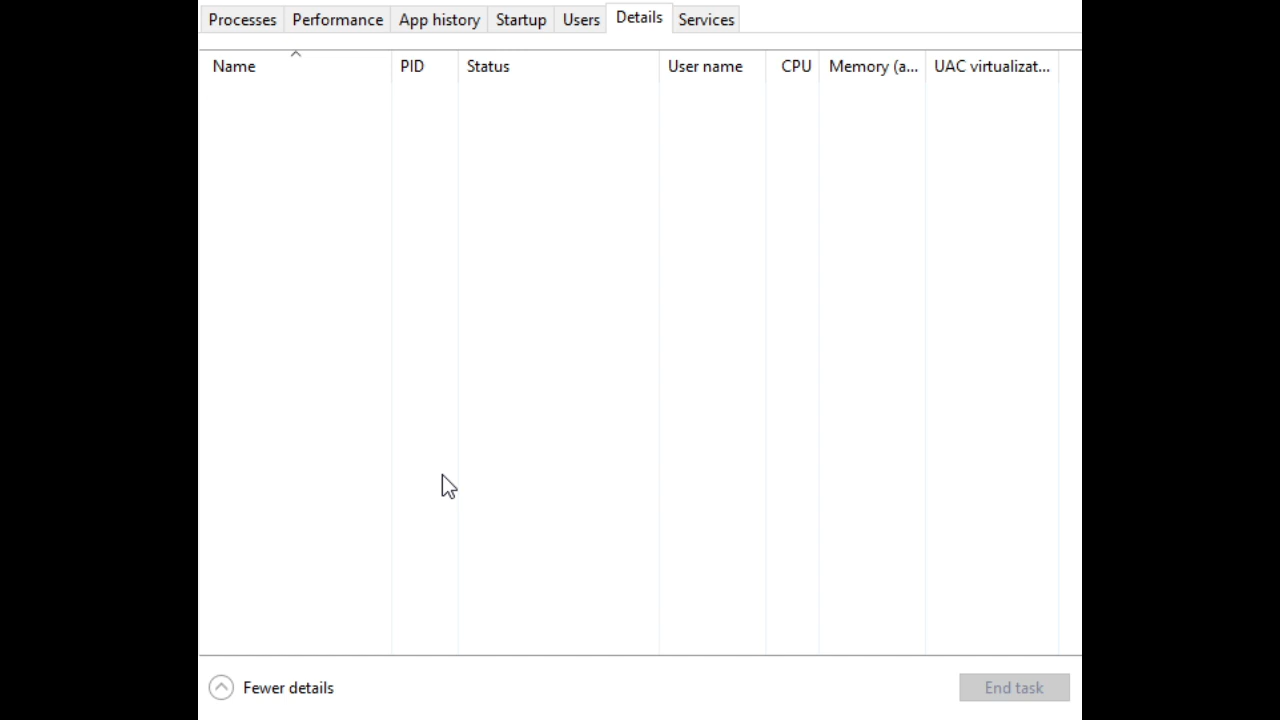 Processes Performance App history Startup Users Details Services
Name PID Status User name CPU Memory (a... UAC virtualizat...
Fewer details End task